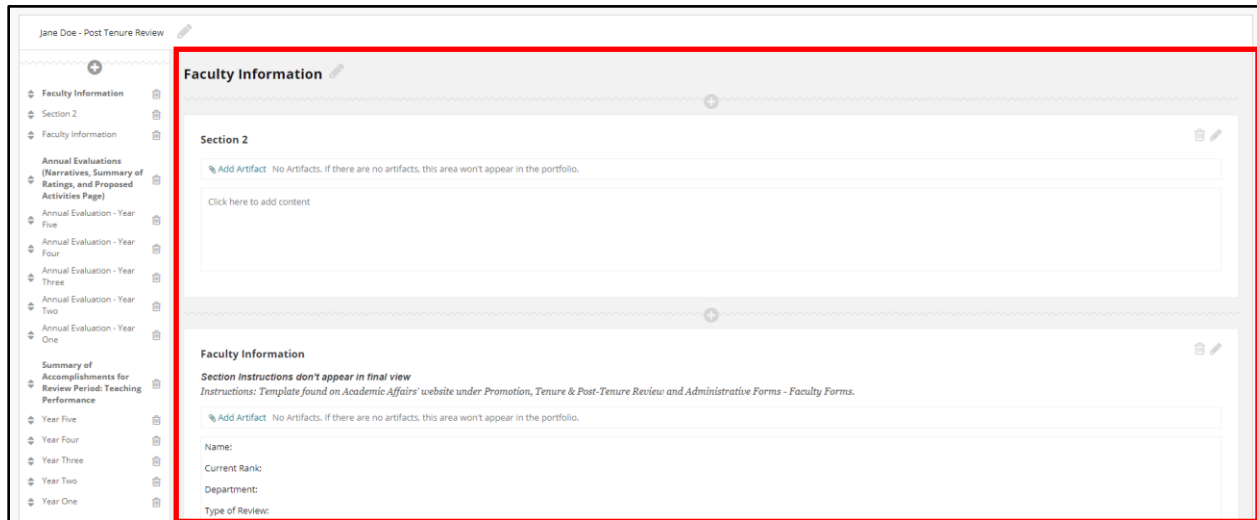 Jane Doe - Post Tenure Review
Faculty Information
Section 2
Faculty Information
Annual Evaluations
(Narratives, Summary of
Ratings, and Proposed
Activities Page)
Annual Evaluation - Year
Five
Annual Evaluation - Year
Four
Annual Evaluation - Year
Three
Annual Evaluation - Year
Two
Annual Evaluation - Year
One
Summary of
Accomplishments for
Review Period: Teaching
Performance
Year Five
Year Four
Year Three
Year Two
Year One
Faculty Information
Section 2
Add Artifact No Artifacts. If there are no artifacts, this area won't appear in the portfolio.
Click here to add content
Faculty Information
Section Instructions don't appear in final view
Instructions: Template found on Academic Affairs' website under Promotion, Tenure & Post-Tenure Review and Administrative Forms - Faculty Forms.
Add Artifact No Artifacts. If there are no artifacts, this area won't appear in the portfolio.
Name:
Current Rank:
Department:
Type of Review: